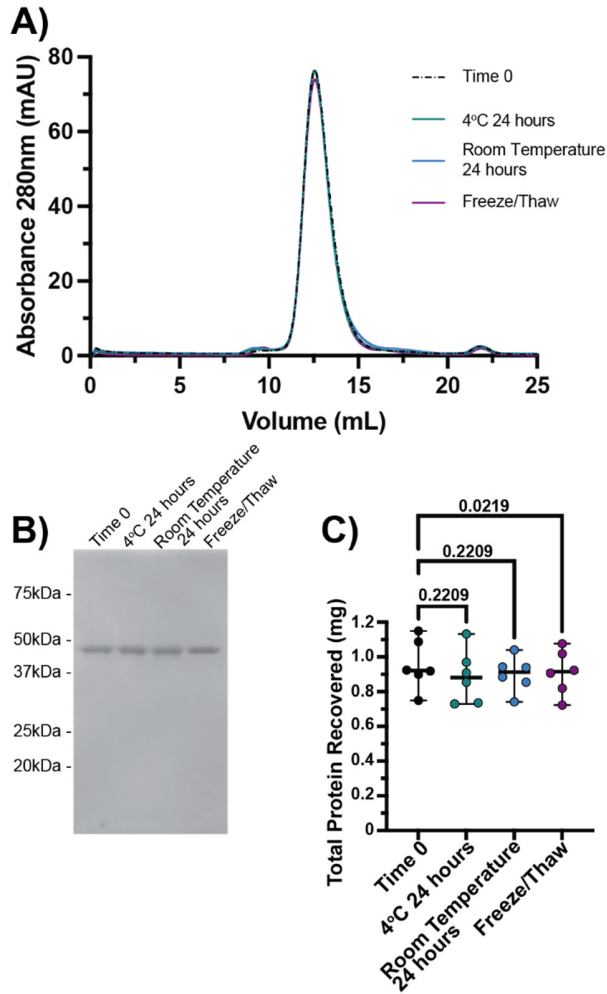 A)
Absorbance 280nm (mAU)
80
60
40
20
0
0 5 10 15 20 25
Volume (mL)
Time 0
4ºC 24 hours
Room Temperature
24 hours
Freeze/Thaw
B)
Time 0
4ºC 24 hours
Room Temperature
24 hours
Freeze/Thaw
75kDa -
50kDa -
37kDa -
25kDa -
20kDa -
C)
0.0219
0.2209
0.2209
Total Protein Recovered (mg)
1.2
1.0
0.8
0.6
0.4
0.2
0
Time 0
4ºC 24 hours
Room Temperature
24 hours
Freeze/Thaw